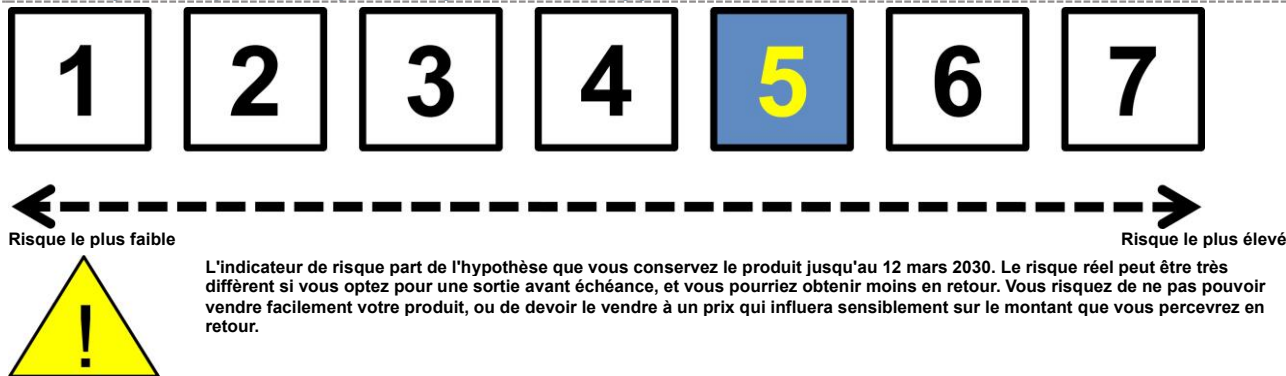 1 2 3 4 5 6 7
Risque le plus faible Risque le plus élevé
L'indicateur de risque part de l'hypothèse que vous conservez le produit jusqu'au 12 mars 2030. Le risque réel peut être très
diffèrent si vous optez pour une sortie avant échéance, et vous pourriez obtenir moins en retour. Vous risquez de ne pas pouvoir
vendre facilement votre produit, ou de devoir le vendre à un prix qui influera sensiblement sur le montant que vous percevrez en
retour.
!